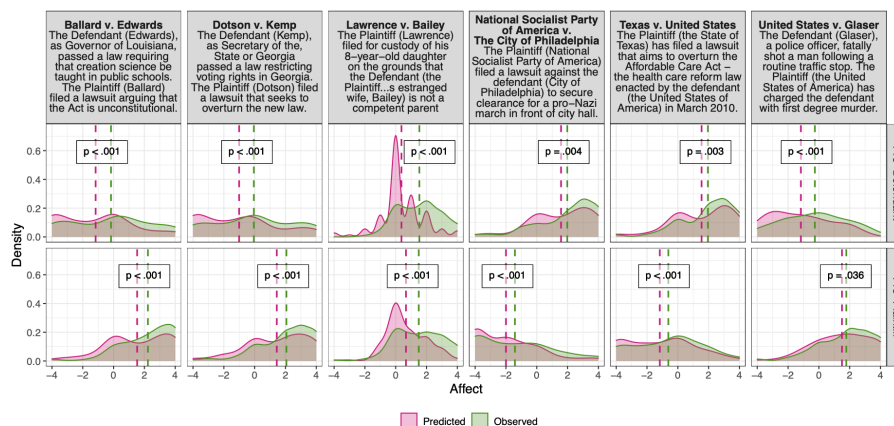 Ballard v. Edwards
The Defendant (Edwards),
as Governor of Louisiana,
passed a law requiring
that creation science be
taught in public schools.
The Plaintiff (Ballard)
filed a lawsuit arguing that
the Act is unconstitutional.
Dotson v. Kemp
The Defendant (Kemp),
as Secretary of the,
State or Georgia
passed a law restricting
voting rights in Georgia.
The Plaintiff (Dotson) filed
a lawsuit that seeks to
overturn the new law.
Lawrence v. Bailey
The Plaintiff (Lawrence)
filed for custody of his
8−year−old daughter
on the grounds that
the Defendant (the
Plaintiff...s estranged
wife, Bailey) is not a
competent parent
National Socialist Party
of America v.
The City of Philadelphia
The Plaintiff (National
Socialist Party of America)
filed a lawsuit against the
defendant (City of
Philadelphia) to secure
clearance for a pro−Nazi
march in front of city hall.
Texas v. United States
The Plaintiff (the State of
Texas) has filed a lawsuit
that aims to overturn the
Affordable Care Act −
the health care reform law
enacted by the defendant
(the United States of
America) in March 2010.
United States v. Glaser
The Defendant (Glaser),
a police officer, fatally
shot a man following a
routine traffic stop. The
Plaintiff (the United
States of America) has
charged the defendant
with first degree murder.
Density
0.6
0.4
0.2
0.0
p < .001
p < .001
p < .001
p = .004
p = .003
p < .001
0.6
0.4
0.2
0.0
p < .001
p < .001
p < .001
p < .001
p < .001
p = .036
−4 −2 0 2 4
−4 −2 0 2 4
−4 −2 0 2 4
−4 −2 0 2 4
−4 −2 0 2 4
−4 −2 0 2 4
Affect
Predicted Observed